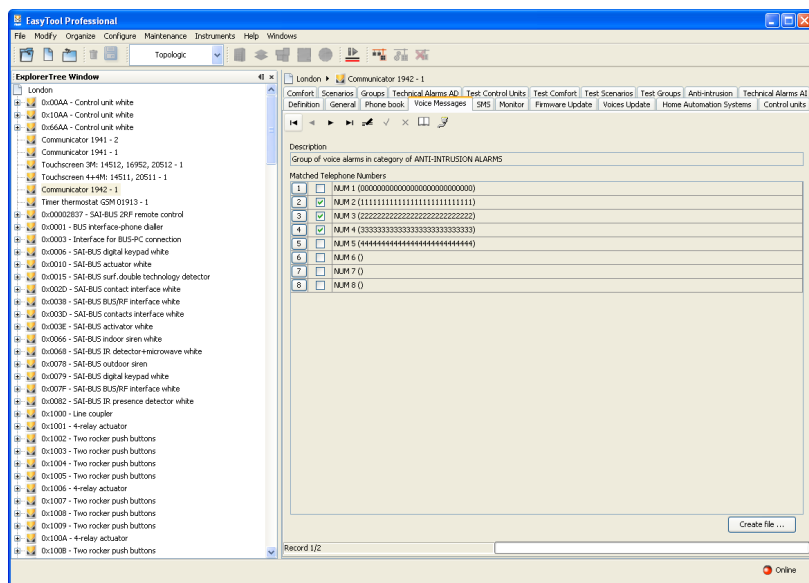 EasyTool Professional
File Modify Organize Configure Maintenance Instruments Help Windows
Topologic
ExplorerTree Window
London
0x00AA - Control unit white
0x10AA - Control unit white
0x66AA - Control unit white
Communicator 1941 - 2
Communicator 1941 - 1
Touchscreen 3M: 14512, 16952, 20512 - 1
Touchscreen 4+4M: 14511, 20511 - 1
Communicator 1942 - 1
Timer thermostat GSM 01913 - 1
0x00002837 - SAI-BUS 2RF remote control
0x0001 - BUS interface-phone dialler
0x0003 - Interface for BUS-PC connection
0x0006 - SAI-BUS digital keypad white
0x0010 - SAI-BUS actuator white
0x0015 - SAI-BUS surf.double technology detector
0x002D - SAI-BUS contact interface white
0x0038 - SAI-BUS BUS/RF interface white
0x003D - SAI-BUS contacts interface white
0x003E - SAI-BUS activator white
0x0066 - SAI-BUS indoor siren white
0x0068 - SAI-BUS IR detector+microwave white
0x0078 - SAI-BUS outdoor siren
0x0079 - SAI-BUS digital keypad white
0x007F - SAI-BUS BUS/RF interface white
0x0082 - SAI-BUS IR presence detector white
0x1000 - Line coupler
0x1001 - 4-relay actuator
0x1002 - Two rocker push buttons
0x1003 - Two rocker push buttons
0x1004 - Two rocker push buttons
0x1005 - Two rocker push buttons
0x1006 - 4-relay actuator
0x1007 - Two rocker push buttons
0x1008 - Two rocker push buttons
0x1009 - Two rocker push buttons
0x100A - 4-relay actuator
0x100B - Two rocker push buttons
London Communicator 1942 - 1
Comfort Scenarios Groups Technical Alarms AD Test Control Units Test Comfort Test Scenarios Test Groups Anti-intrusion Technical Alarms AI
Definition General Phone book Voice Messages SMS Monitor Firmware Update Voices Update Home Automation Systems Control units
Description
Group of voice alarms in category of ANTI-INTRUSION ALARMS
Matched Telephone Numbers
1 NUM 1 (000000000000000000000000)
2 NUM 2 (111111111111111111111111)
3 NUM 3 (222222222222222222222222)
4 NUM 4 (333333333333333333333333)
5 NUM 5 (444444444444444444444444)
6 NUM 6 ()
7 NUM 7 ()
8 NUM 8 ()
Create file ...
Record 1/2
Online